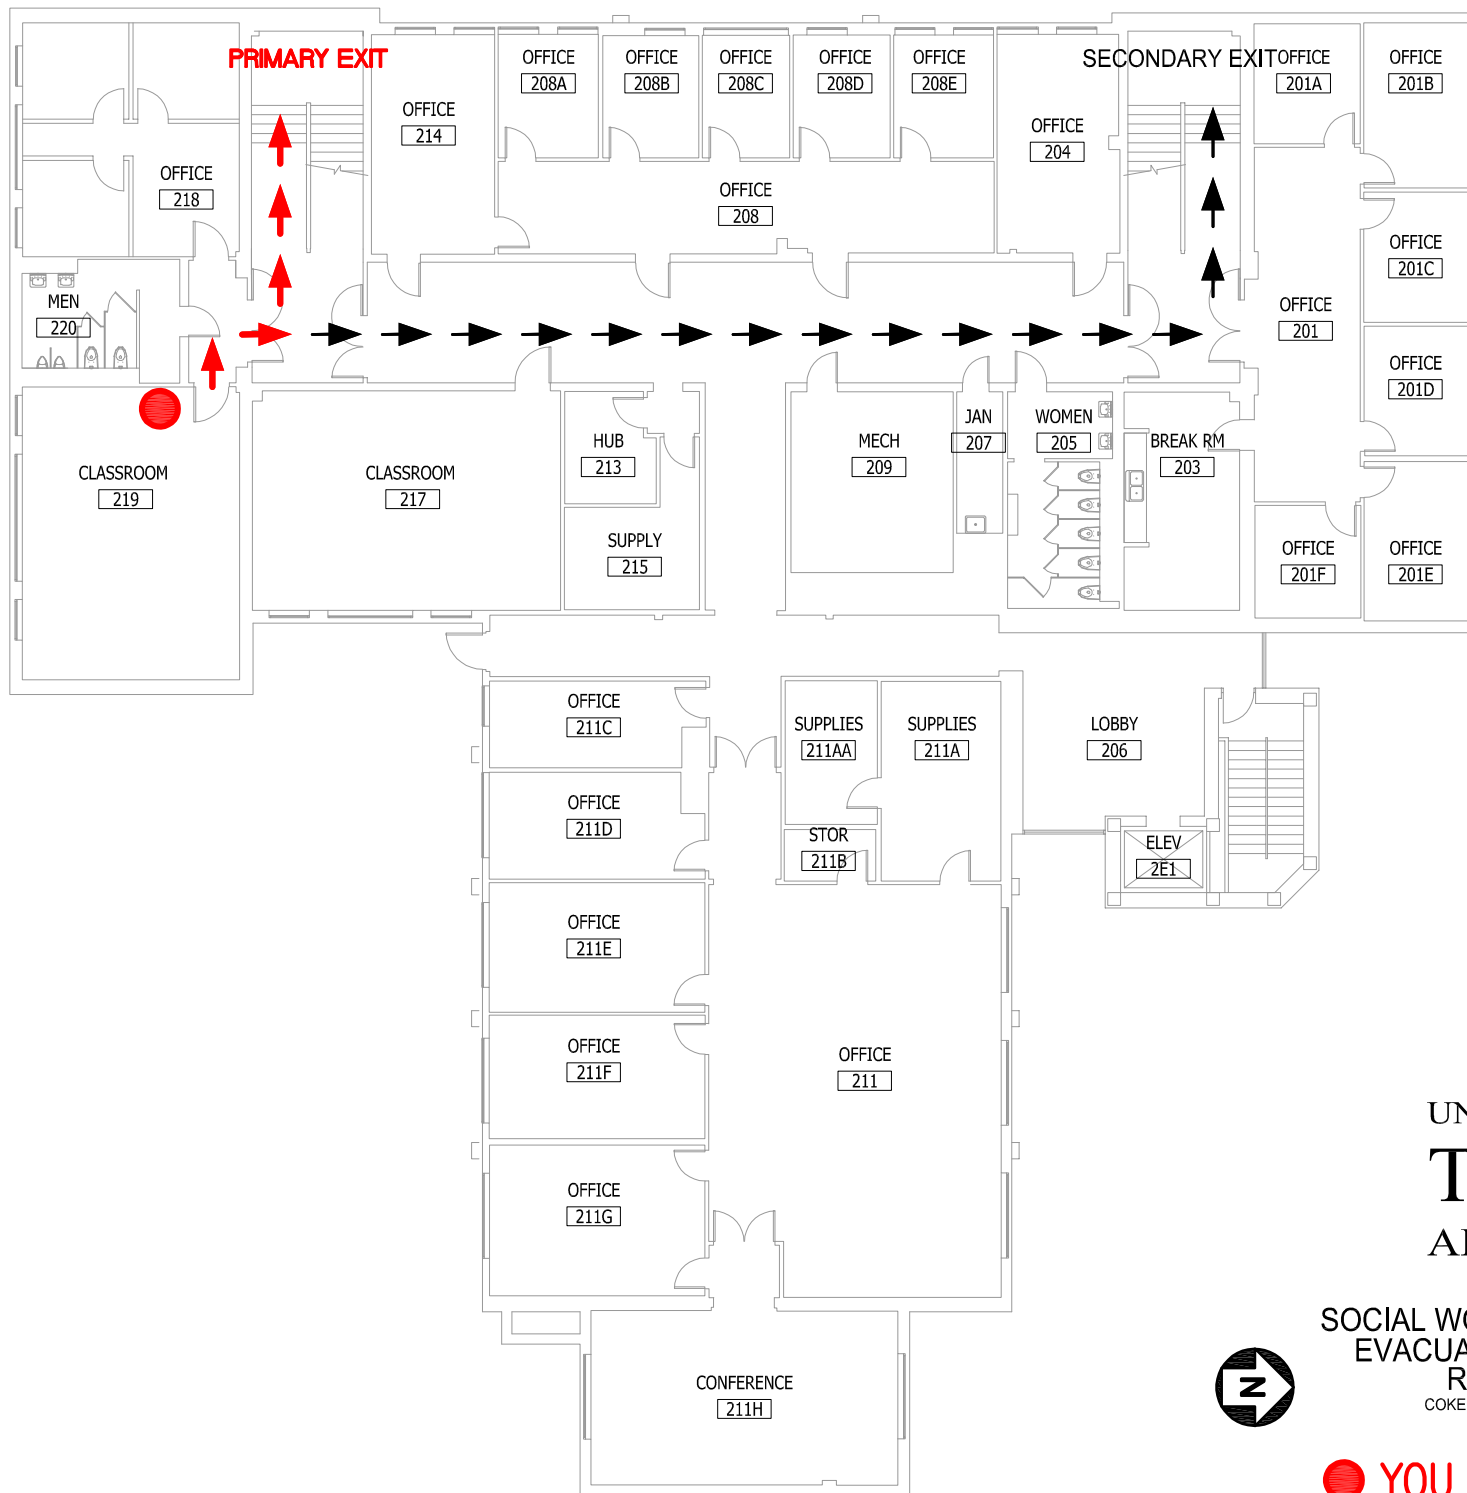 PRIMARY EXIT
SECONDARY EXIT
OFFICE
208A
OFFICE
208B
OFFICE
208C
OFFICE
208D
OFFICE
208E
OFFICE
201A
OFFICE
201B
OFFICE
214
OFFICE
204
OFFICE
218
OFFICE
208
OFFICE
201C
MEN
220
OFFICE
201
OFFICE
201D
CLASSROOM
219
CLASSROOM
217
HUB
213
MECH
209
JAN
207
WOMEN
205
BREAK RM
203
SUPPLY
215
OFFICE
201F
OFFICE
201E
OFFICE
211C
SUPPLIES
211AA
SUPPLIES
211A
LOBBY
206
OFFICE
211D
STOR
211B
ELEV
2E1
OFFICE
211E
OFFICE
211F
OFFICE
211
OFFICE
211G
CONFERENCE
211H
UN
T
SOCIAL WO
EVACUA
R
COKE
N
YOU